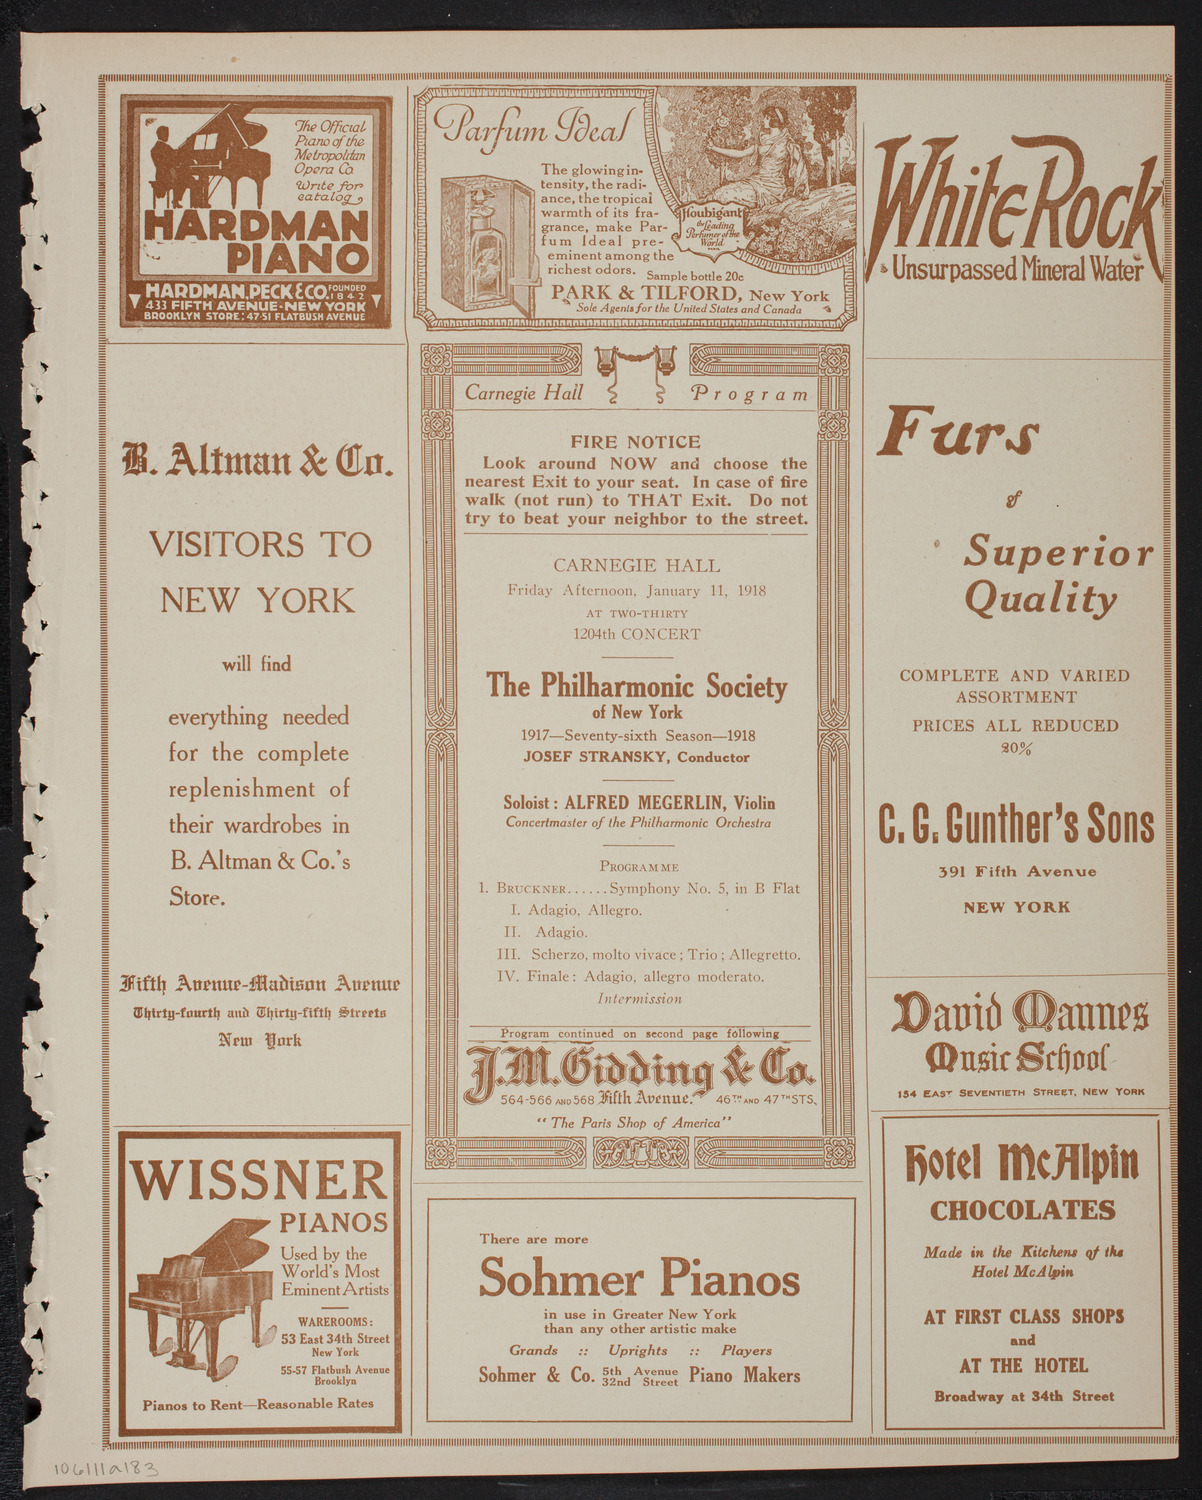 The Official
Piano of the
Metropolitan
Opera Co.
Write for
catalog
HARDMAN
PIANO
HARDMAN, PECK & CO. FOUNDED 1842
433 FIFTH AVENUE - NEW YORK
BROOKLYN STORE: 47-51 FLATBUSH AVENUE
Parfum Ideal
The glowing in-
tensity, the radi-
ance, the tropical
warmth of its fra-
grance, make Par-
fum Ideal pre-
eminent among the
richest odors. Sample bottle 20c
Houbigant
the Leading
Perfumer of the
World
PARK & TILFORD, New York
Sole Agents for the United States and Canada
White Rock
Unsurpassed Mineral Water
B. Altman & Co.
VISITORS TO
NEW YORK
will find
everything needed
for the complete
replenishment of
their wardrobes in
B. Altman & Co.'s
Store.
Fifth Avenue-Madison Avenue
Thirty-fourth and Thirty-fifth Streets
New York
WISSNER
PIANOS
Used by the
World's Most
Eminent Artists
WAREROOMS:
53 East 34th Street
New York
55-57 Flatbush Avenue
Brooklyn
Pianos to Rent—Reasonable Rates
Carnegie Hall Program
FIRE NOTICE
Look around NOW and choose the
nearest Exit to your seat. In case of fire
walk (not run) to THAT Exit. Do not
try to beat your neighbor to the street.
CARNEGIE HALL
Friday Afternoon, January 11, 1918
AT TWO-THIRTY
1204th CONCERT
The Philharmonic Society
of New York
1917—Seventy-sixth Season—1918
JOSEF STRANSKY, Conductor
Soloist: ALFRED MEGERLIN, Violin
Concertmaster of the Philharmonic Orchestra
PROGRAMME
1. BRUCKNER......Symphony No. 5, in B Flat
I. Adagio, Allegro.
II. Adagio.
III. Scherzo, molto vivace; Trio; Allegretto.
IV. Finale: Adagio, allegro moderato.
Intermission
Program continued on second page following
J. M. Gidding & Co.
564-566 AND 568 Fifth Avenue. 46TH AND 47TH STS.
"The Paris Shop of America"
There are more
Sohmer Pianos
in use in Greater New York
than any other artistic make
Grands :: Uprights :: Players
Sohmer & Co. 5th Avenue 32nd Street Piano Makers
Furs
of
Superior
Quality
COMPLETE AND VARIED
ASSORTMENT
PRICES ALL REDUCED
20%
C. G. Gunther's Sons
391 Fifth Avenue
NEW YORK
David Mannes
Music School
154 EAST SEVENTIETH STREET, NEW YORK
Hotel McAlpin
CHOCOLATES
Made in the Kitchens of the
Hotel McAlpin
AT FIRST CLASS SHOPS
and
AT THE HOTEL
Broadway at 34th Street
106111a183